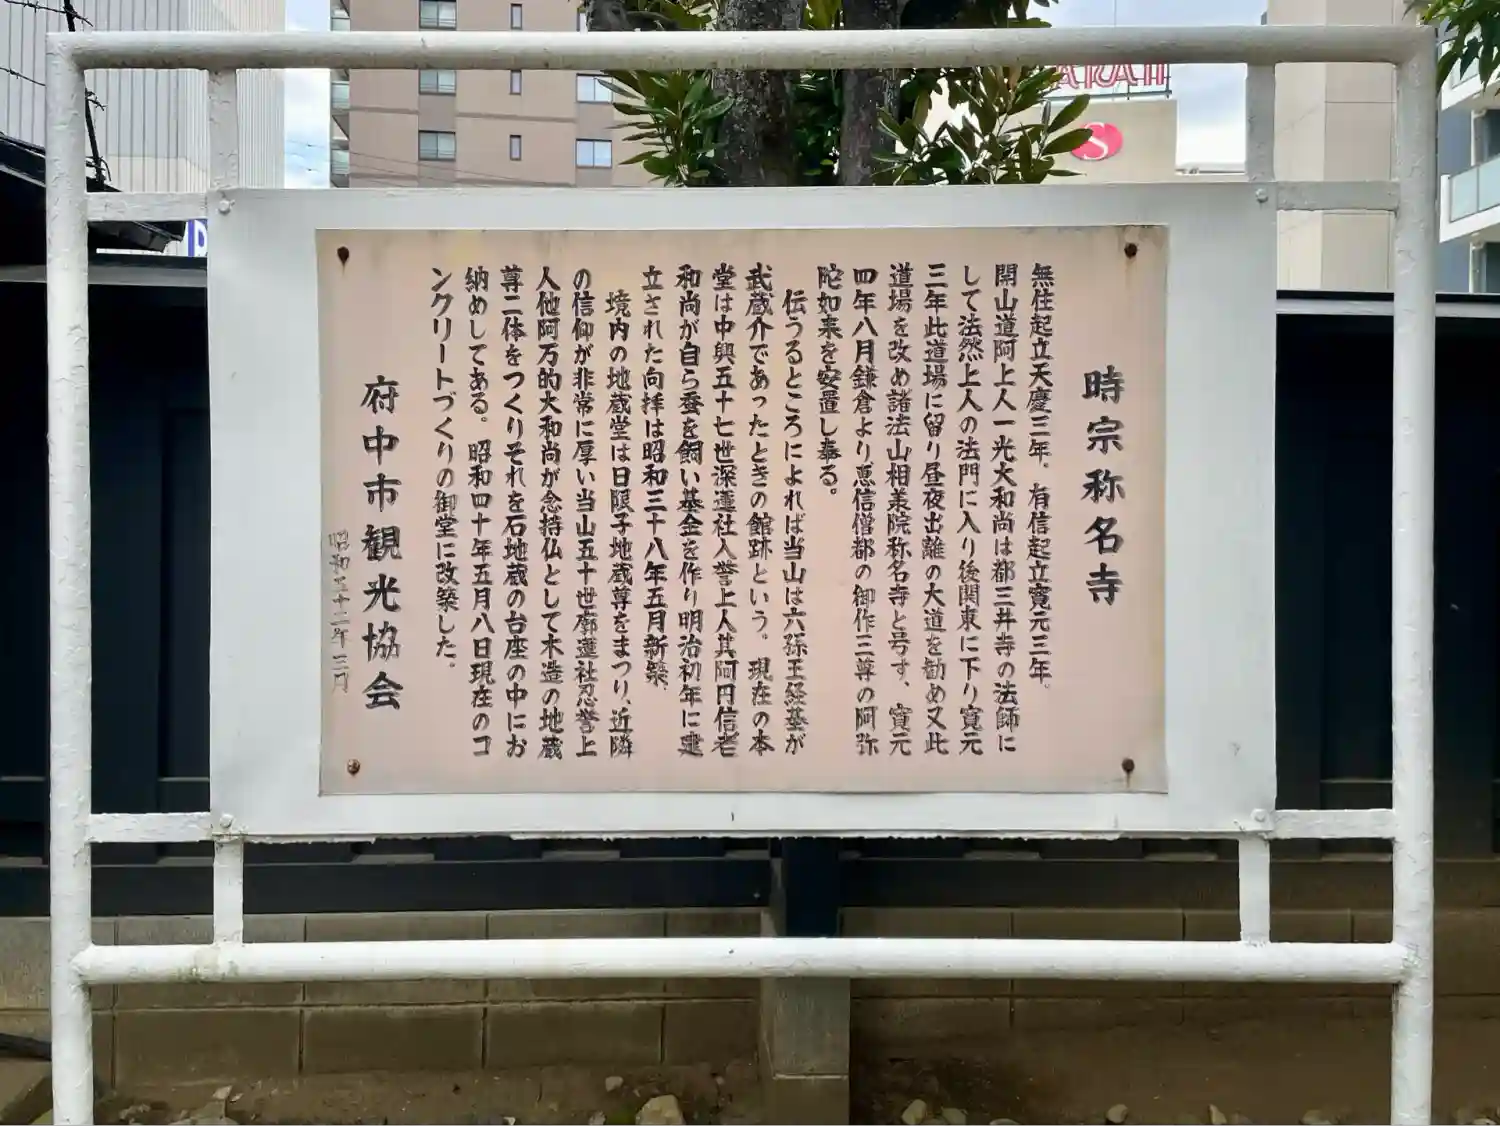 時宗称名寺
無住起立天慶三年、有信起立寛元三年、
開山道阿上人一光大和尚は都三井寺の法師に
して法然上人の法門に入り後関東に下り寛元
三年此道場に留り昼夜出離の大道を勧め又此
道場を改め諸法山相義院称名寺と号す、寛元
四年八月鎌倉より恵信僧都の御作三尊の阿弥
陀如来を安置し奉る。
伝うるところによれば当山は六孫王経基が
武蔵介であったときの館跡という。現在の本
堂は中興五十七世深蓮社入誉上人其阿円信老
和尚が自ら蚕を飼い基金を作り明治初年に建
立された向拝は昭和三十八年五月新築、
境内の地蔵堂は日限子地蔵尊をまつり、近隣
の信仰が非常に厚い当山五十世廓蓮社忍誉上
人他阿万的大和尚が念持仏として木造の地蔵
尊二体をつくりそれを石地蔵の台座の中にお
納めしてある。昭和四十年五月八日現在のコ
ンクリートづくりの御堂に改築した。
府中市観光協会
昭和五十二年三月
S